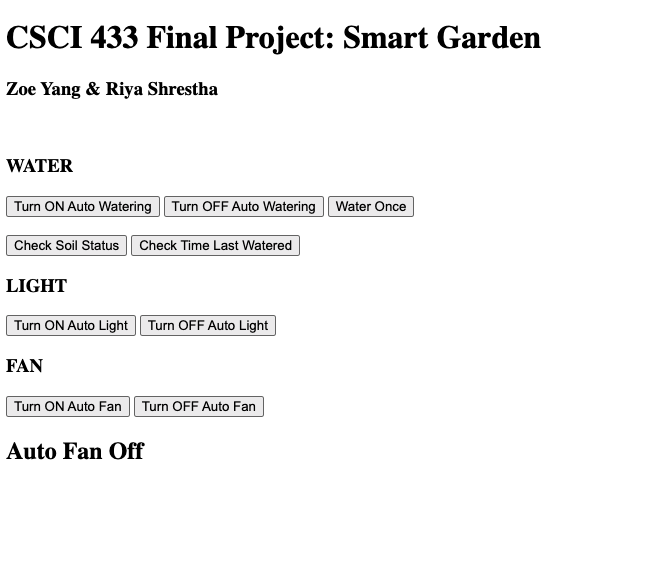 CSCI 433 Final Project: Smart Garden
Zoe Yang & Riya Shrestha
WATER
Turn ON Auto Watering Turn OFF Auto Watering Water Once
Check Soil Status Check Time Last Watered
LIGHT
Turn ON Auto Light Turn OFF Auto Light
FAN
Turn ON Auto Fan Turn OFF Auto Fan
Auto Fan Off